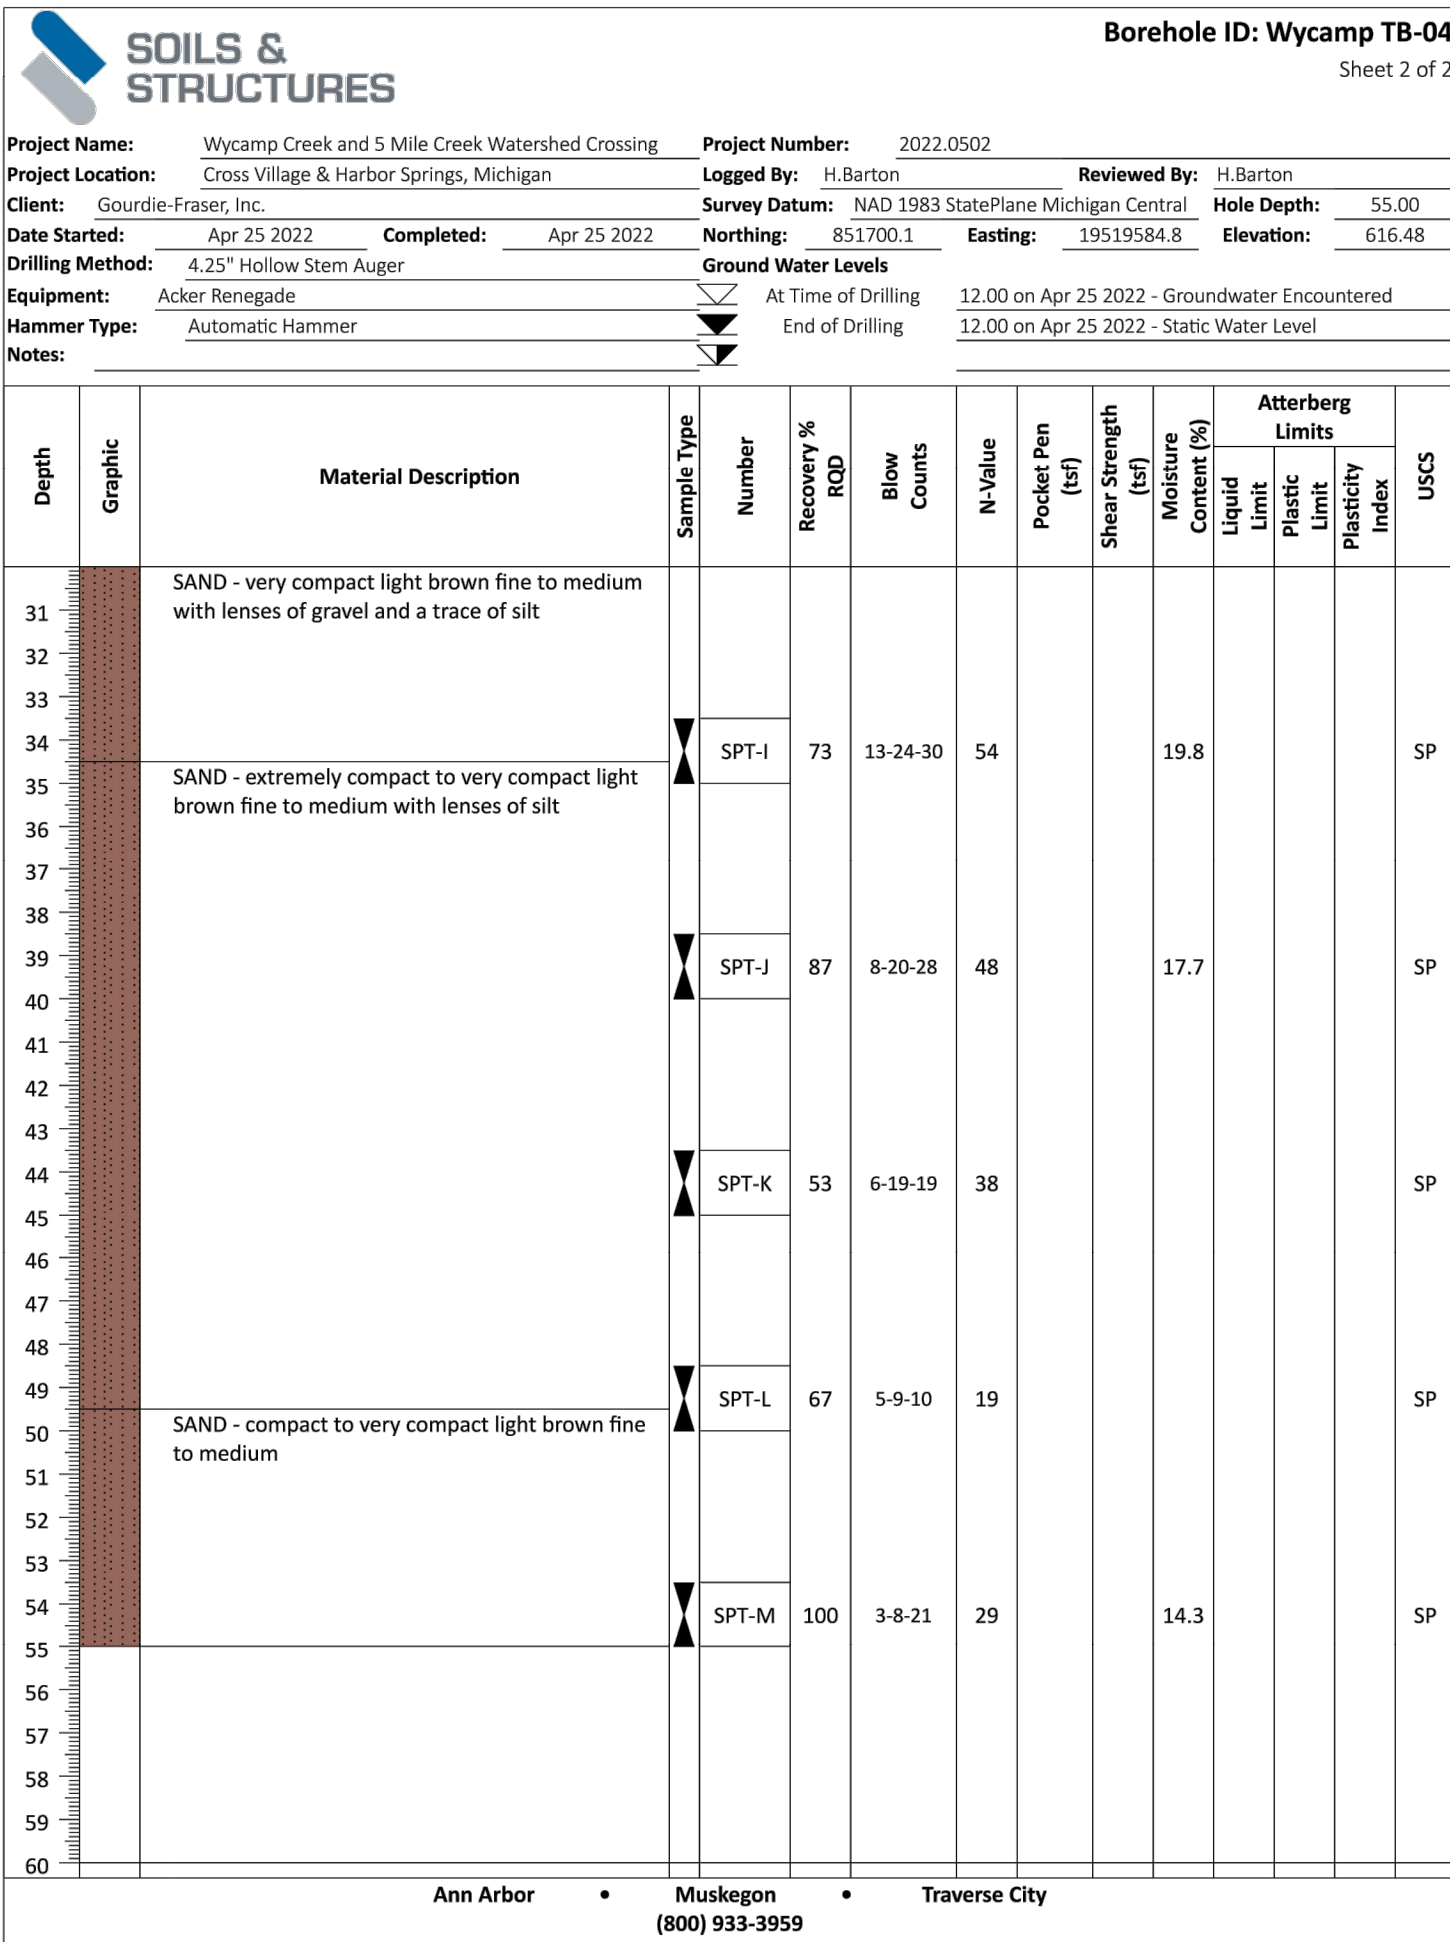 SOILS &
STRUCTURES
Borehole ID: Wycamp TB-04
Sheet 2 of 2
Project Name: Wycamp Creek and 5 Mile Creek Watershed Crossing Project Number: 2022.0502
Project Location: Cross Village & Harbor Springs, Michigan Logged By: H.Barton Reviewed By: H.Barton
Client: Gourdie-Fraser, Inc. Survey Datum: NAD 1983 StatePlane Michigan Central Hole Depth: 55.00
Date Started: Apr 25 2022 Completed: Apr 25 2022 Northing: 851700.1 Easting: 19519584.8 Elevation: 616.48
Drilling Method: 4.25" Hollow Stem Auger Ground Water Levels
Equipment: Acker Renegade At Time of Drilling 12.00 on Apr 25 2022 - Groundwater Encountered
Hammer Type: Automatic Hammer End of Drilling 12.00 on Apr 25 2022 - Static Water Level
Notes:
Depth
Graphic
Material Description
Sample Type
Number
Recovery %
RQD
Blow
Counts
N-Value
Pocket Pen
(tsf)
Shear Strength
(tsf)
Moisture
Content (%)
Atterberg
Limits
Liquid
Limit
Plastic
Limit
Plasticity
Index
USCS
SAND - very compact light brown fine to medium
31 with lenses of gravel and a trace of silt
32
33
34 SPT-I 73 13-24-30 54 19.8 SP
SAND - extremely compact to very compact light
35
brown fine to medium with lenses of silt
36
37
38
39 SPT-J 87 8-20-28 48 17.7 SP
40
41
42
43
44 SPT-K 53 6-19-19 38 SP
45
46
47
48
49 SPT-L 67 5-9-10 19 SP
SAND - compact to very compact light brown fine
50
to medium
51
52
53
54 SPT-M 100 3-8-21 29 14.3 SP
55
56
57
58
59
60
Ann Arbor • Muskegon • Traverse City
(800) 933-3959